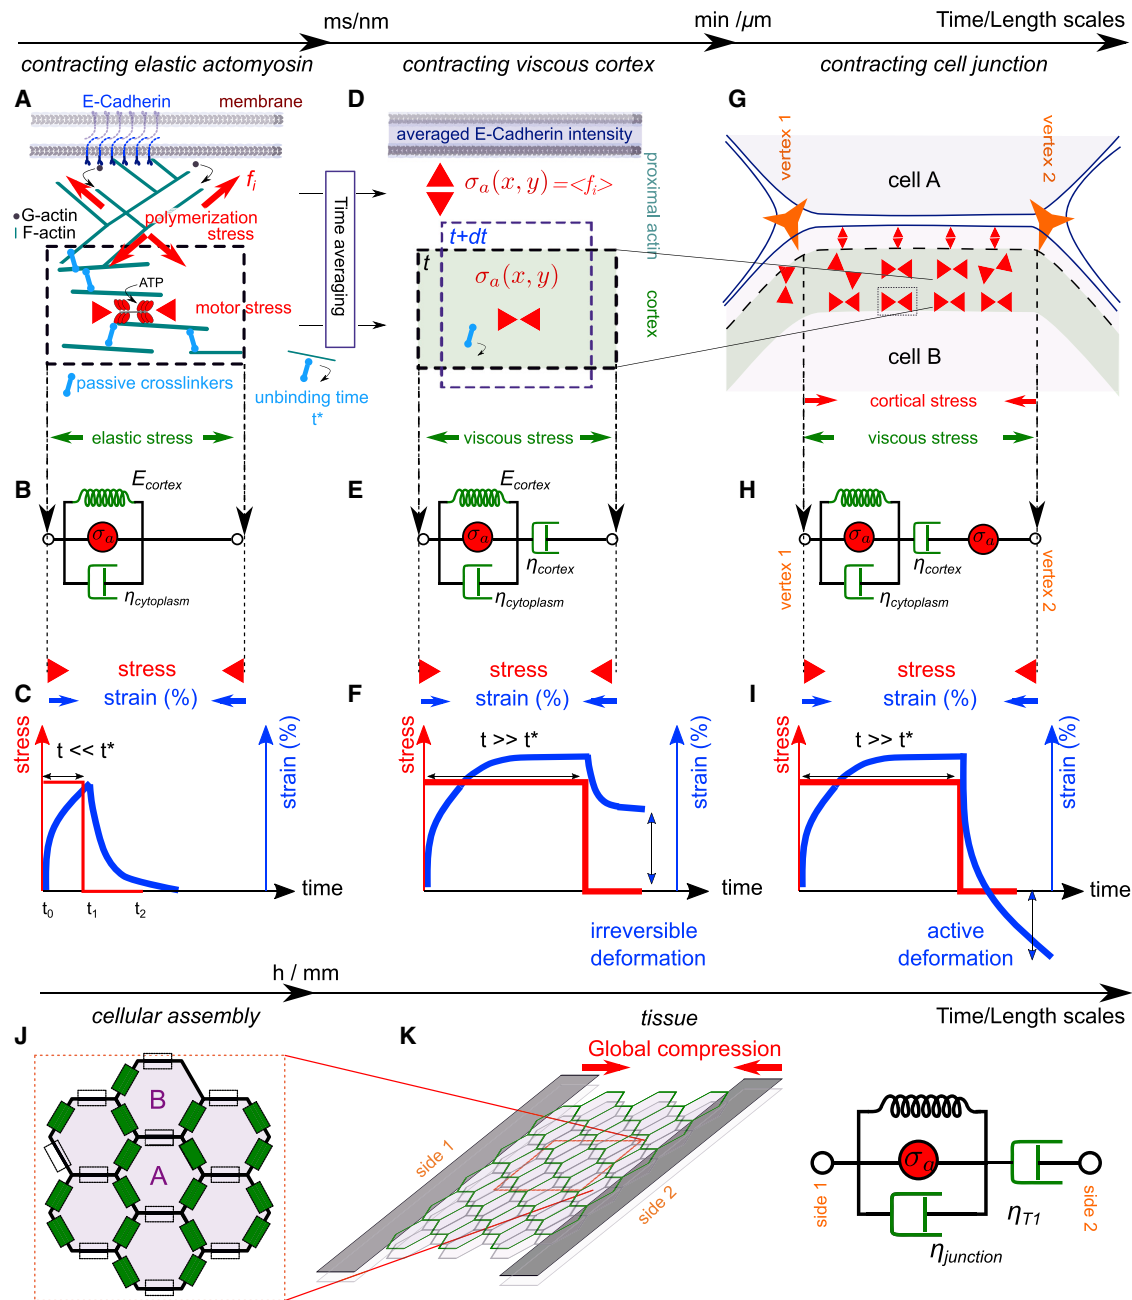 ms/nm
min /μm
Time/Length scales
contracting elastic actomyosin
contracting viscous cortex
contracting cell junction
A
E-Cadherin
membrane
G-actin
F-actin
f_i
polymerization
stress
ATP
motor stress
passive crosslinkers
unbinding time
t*
Time averaging
elastic stress
D
averaged E-Cadherin intensity
σ_a(x, y) =<f_i>
proximal actin
t+dt
t
σ_a(x, y)
cortex
viscous stress
G
vertex 1
vertex 2
cell A
cell B
cortical stress
viscous stress
B
E_cortex
σ_a
η_cytoplasm
E
E_cortex
σ_a
η_cortex
η_cytoplasm
H
σ_a
σ_a
η_cortex
η_cytoplasm
vertex 1
vertex 2
stress
C
strain (%)
stress
t << t*
strain (%)
time
t_0
t_1
t_2
stress
F
strain (%)
stress
t >> t*
strain (%)
time
irreversible
deformation
stress
I
strain (%)
stress
t >> t*
strain (%)
time
active
deformation
h / mm
cellular assembly
tissue
Time/Length scales
J
B
A
K
Global compression
side 1
side 2
side 1
σ_a
η_T1
η_junction
side 2